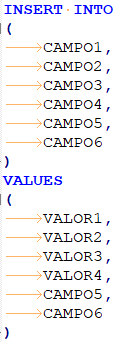 INSERT INTO
(
CAMPO1,
CAMPO2,
CAMPO3,
CAMPO4,
CAMPO5,
CAMPO6
)
VALUES
(
VALOR1,
VALOR2,
VALOR3,
VALOR4,
CAMPO5,
CAMPO6
)